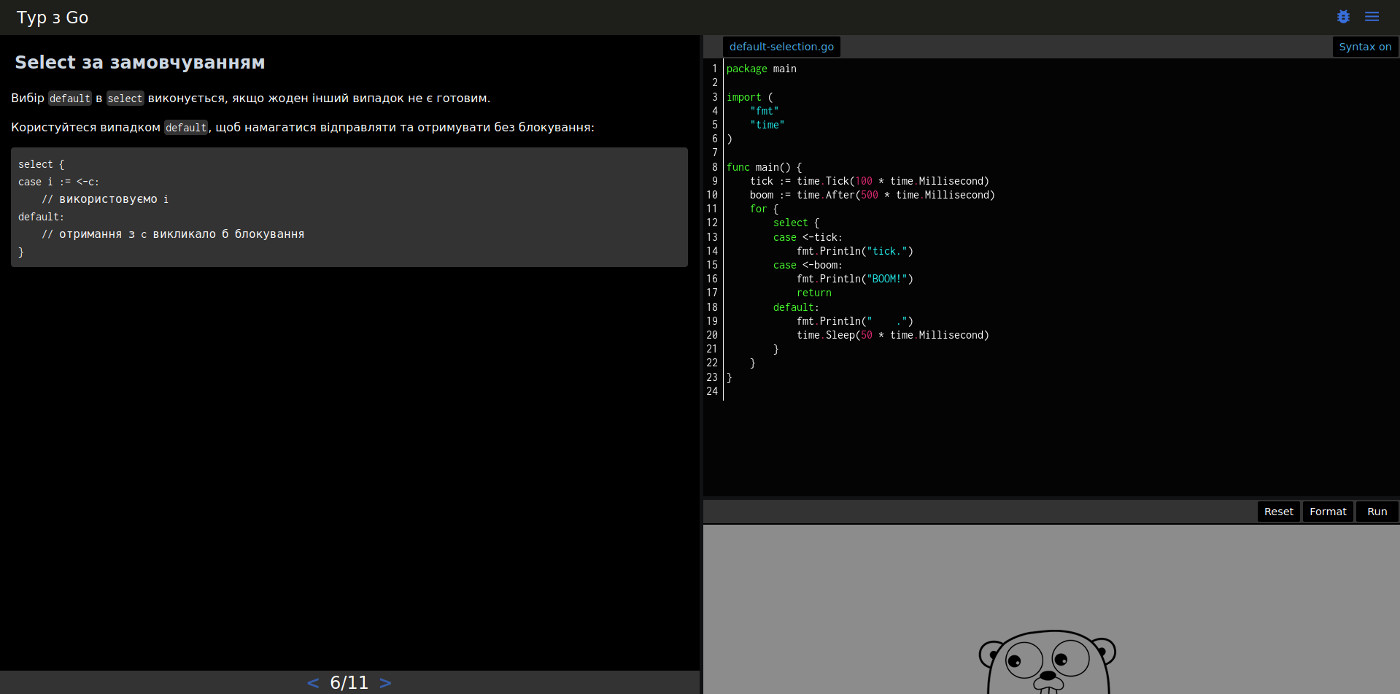 Тур з Go
Select за замовчуванням
Вибір default в select виконується, якщо жоден інший випадок не є готовим.
Користуйтеся випадком default, щоб намагатися відправляти та отримувати без блокування:
select {
case i := <-c:
    // використовуємо i
default:
    // отримання з c викликало б блокування
}
< 6/11 >
default-selection.go
Syntax on
1 package main
2
3 import (
4     "fmt"
5     "time"
6 )
7
8 func main() {
9     tick := time.Tick(100 * time.Millisecond)
10     boom := time.After(500 * time.Millisecond)
11     for {
12         select {
13         case <-tick:
14             fmt.Println("tick.")
15         case <-boom:
16             fmt.Println("BOOM!")
17             return
18         default:
19             fmt.Println("    .")
20             time.Sleep(50 * time.Millisecond)
21         }
22     }
23 }
24
Reset Format Run